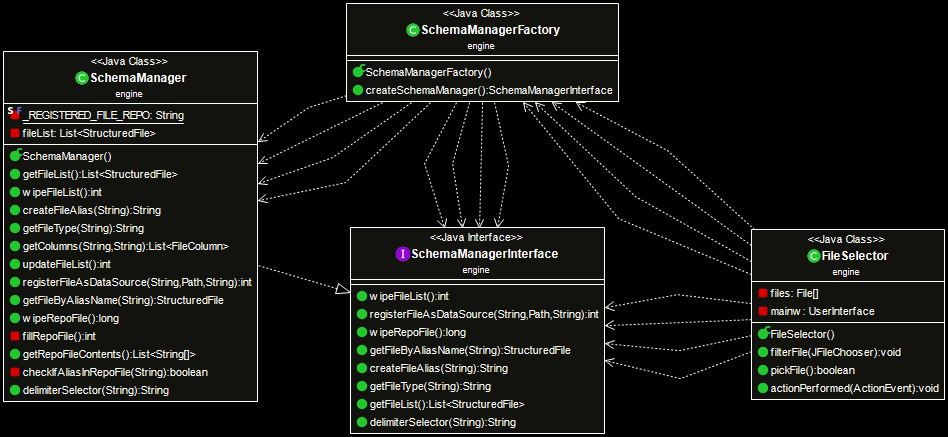 <<Java Class>>
SchemaManagerFactory
engine
SchemaManagerFactory()
createSchemaManager():SchemaManagerInterface
<<Java Class>>
SchemaManager
engine
_REGISTERED_FILE_REPO: String
fileList: List<StructuredFile>
SchemaManager()
getFileList():List<StructuredFile>
wipeFileList():int
createFileAlias(String):String
getFileType(String):String
getColumns(String,String):List<FileColumn>
updateFileList():int
registerFileAsDataSource(String,Path,String):int
getFileByAliasName(String):StructuredFile
wipeRepoFile():long
fillRepoFile():int
getRepoFileContents():List<String[]>
checkIfAliasInRepoFile(String):boolean
delimiterSelector(String):String
<<Java Interface>>
SchemaManagerInterface
engine
wipeFileList():int
registerFileAsDataSource(String,Path,String):int
wipeRepoFile():long
getFileByAliasName(String):StructuredFile
createFileAlias(String):String
getFileType(String):String
getFileList():List<StructuredFile>
delimiterSelector(String):String
<<Java Class>>
FileSelector
engine
files: File[]
mainw: UserInterface
FileSelector()
filterFile(JFileChooser):void
pickFile():boolean
actionPerformed(ActionEvent):void